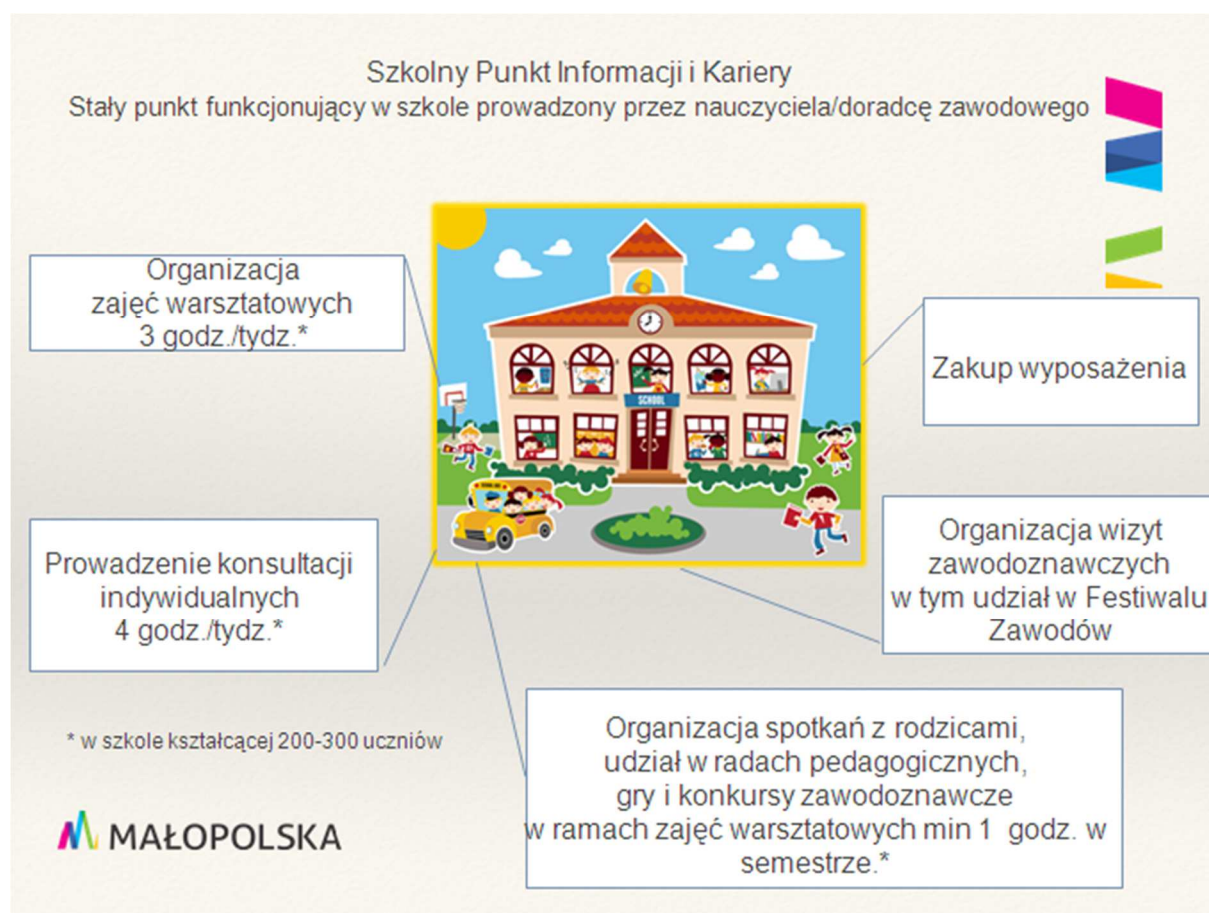 Szkolny Punkt Informacji i Kariery
Stały punkt funkcjonujący w szkole prowadzony przez nauczyciela/doradcę zawodowego
Organizacja
zajęć warsztatowych
3 godz./tydz.*
SCHOOL
Zakup wyposażenia
Prowadzenie konsultacji
indywidualnych
4 godz./tydz.*
Organizacja wizyt
zawodoznawczych
w tym udział w Festiwalu
Zawodów
Organizacja spotkań z rodzicami,
udział w radach pedagogicznych,
gry i konkursy zawodoznawcze
w ramach zajęć warsztatowych min 1 godz. w
semestrze.*
* w szkole kształcącej 200-300 uczniów
MAŁOPOLSKA